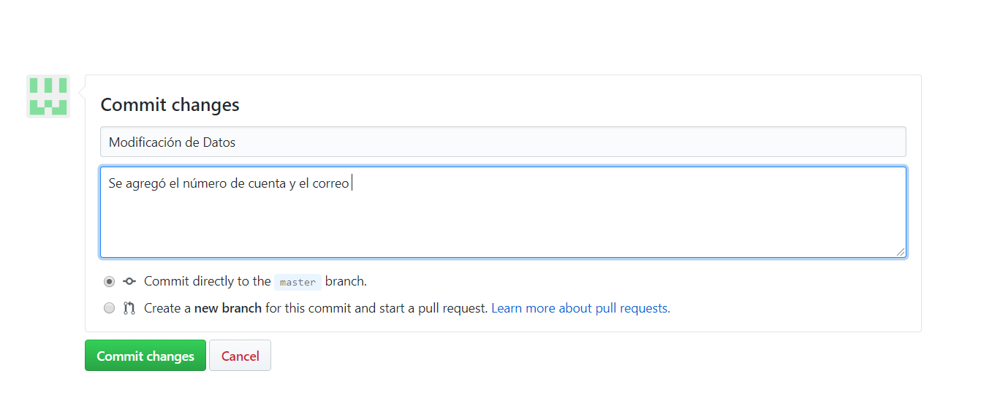 Commit changes
Modificación de Datos
Se agregó el número de cuenta y el correo
Commit directly to the master branch.
Create a new branch for this commit and start a pull request. Learn more about pull requests.
Commit changes Cancel